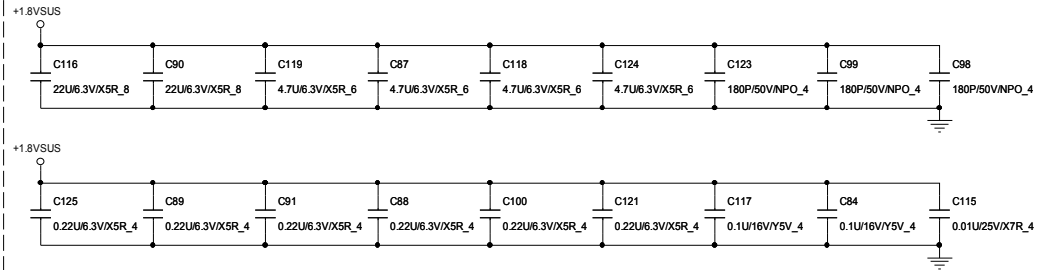 +1.8VSUS
C116 C90 C119 C87 C118 C124 C123 C99 C98
22U/6.3V/X5R_8 22U/6.3V/X5R_8 4.7U/6.3V/X5R_6 4.7U/6.3V/X5R_6 4.7U/6.3V/X5R_6 4.7U/6.3V/X5R_6 180P/50V/NPO_4 180P/50V/NPO_4 180P/50V/NPO_4
+1.8VSUS
C125 C89 C91 C88 C100 C121 C117 C84 C115
0.22U/6.3V/X5R_4 0.22U/6.3V/X5R_4 0.22U/6.3V/X5R_4 0.22U/6.3V/X5R_4 0.22U/6.3V/X5R_4 0.22U/6.3V/X5R_4 0.1U/16V/Y5V_4 0.1U/16V/Y5V_4 0.01U/25V/X7R_4